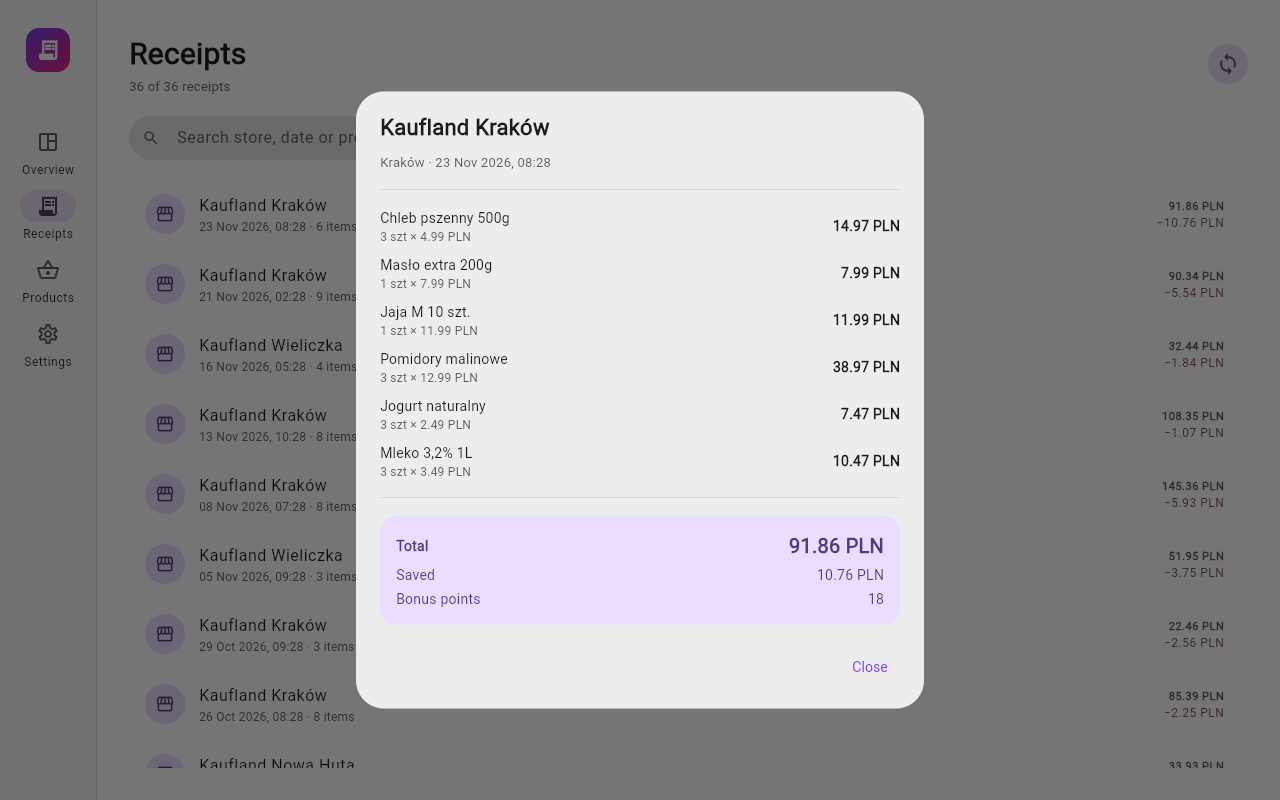 Receipts
36 of 36 receipts
Search store, date or pr
Overview
Receipts
Products
Settings
Kaufland Kraków
23 Nov 2026, 08:28 · 6 items
91.86 PLN
−10.76 PLN
Kaufland Kraków
21 Nov 2026, 02:28 · 9 items
90.34 PLN
−5.54 PLN
Kaufland Wieliczka
16 Nov 2026, 05:28 · 4 items
32.44 PLN
−1.84 PLN
Kaufland Kraków
13 Nov 2026, 10:28 · 8 items
108.35 PLN
−1.07 PLN
Kaufland Kraków
08 Nov 2026, 07:28 · 8 items
145.36 PLN
−5.93 PLN
Kaufland Wieliczka
05 Nov 2026, 09:28 · 3 items
51.95 PLN
−3.75 PLN
Kaufland Kraków
29 Oct 2026, 09:28 · 3 items
22.46 PLN
−2.56 PLN
Kaufland Kraków
26 Oct 2026, 08:28 · 8 items
85.39 PLN
−2.25 PLN
Kaufland Nowa Huta
33.93 PLN
Kaufland Kraków
Kraków · 23 Nov 2026, 08:28
Chleb pszenny 500g
3 szt × 4.99 PLN
14.97 PLN
Masło extra 200g
1 szt × 7.99 PLN
7.99 PLN
Jaja M 10 szt.
1 szt × 11.99 PLN
11.99 PLN
Pomidory malinowe
3 szt × 12.99 PLN
38.97 PLN
Jogurt naturalny
3 szt × 2.49 PLN
7.47 PLN
Mleko 3,2% 1L
3 szt × 3.49 PLN
10.47 PLN
Total 91.86 PLN
Saved 10.76 PLN
Bonus points 18
Close